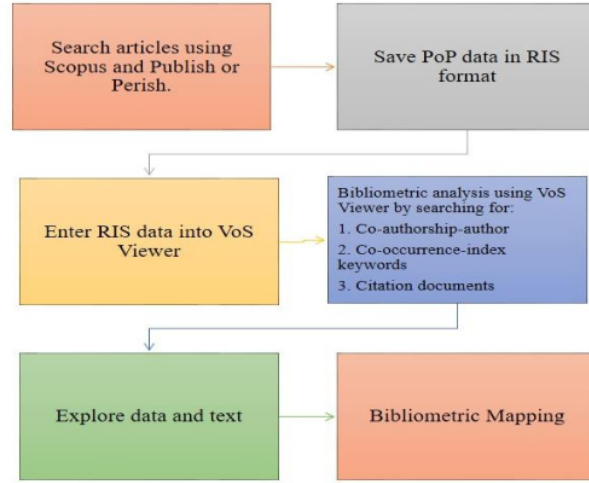 Search articles using
Scopus and Publish or
Perish.
Save PoP data in RIS
format
Enter RIS data into VoS
Viewer
Bibliometric analysis using VoS
Viewer by searching for:
1. Co-authorship-author
2. Co-occurrence-index
keywords
3. Citation documents
Explore data and text
Bibliometric Mapping